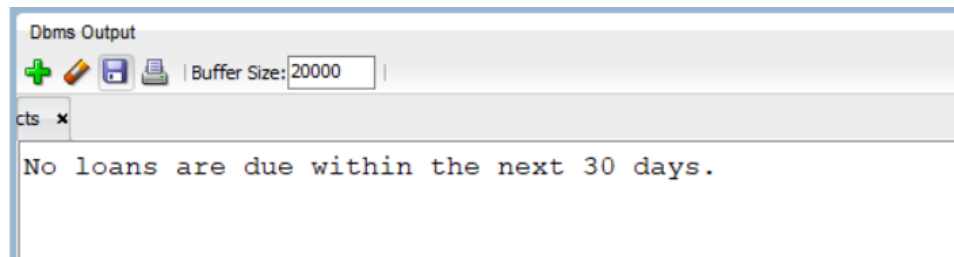 Dbms Output
Buffer Size: 20000
cts ×
No loans are due within the next 30 days.